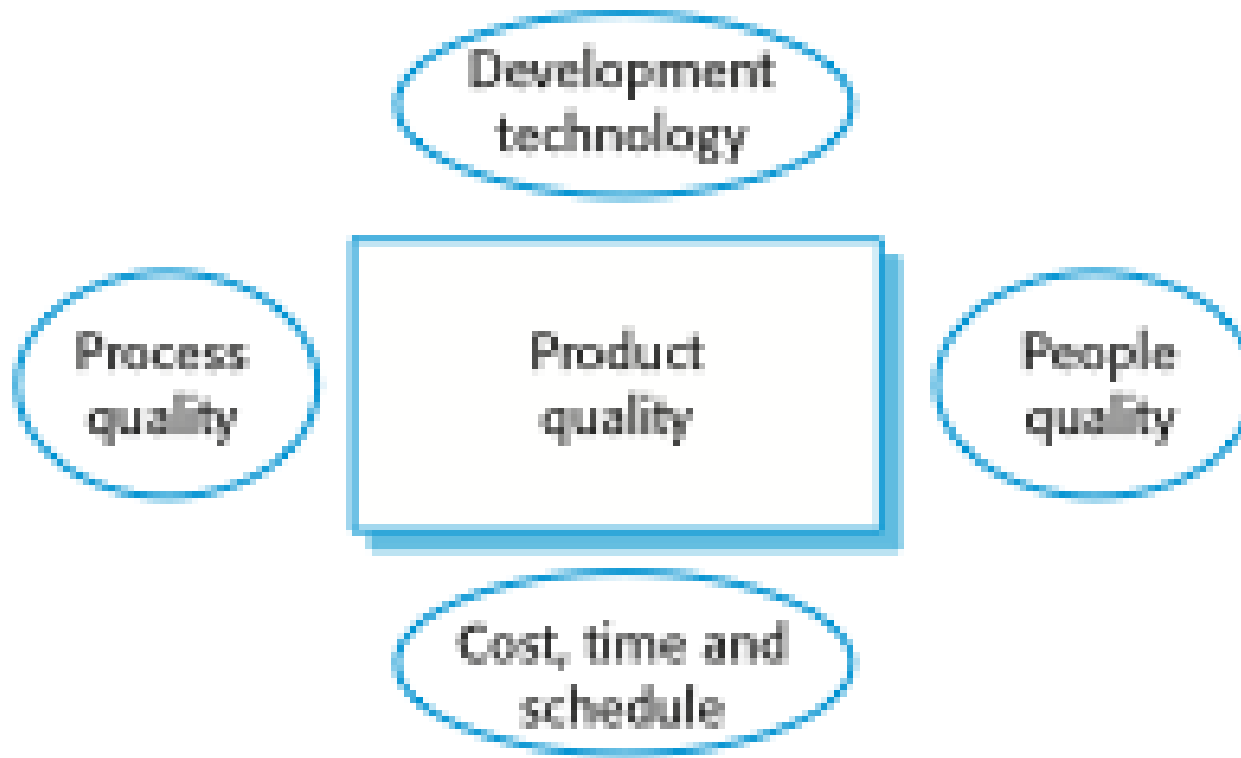 Development
technology
Process
quality
Product
quality
People
quality
Cost, time and
schedule